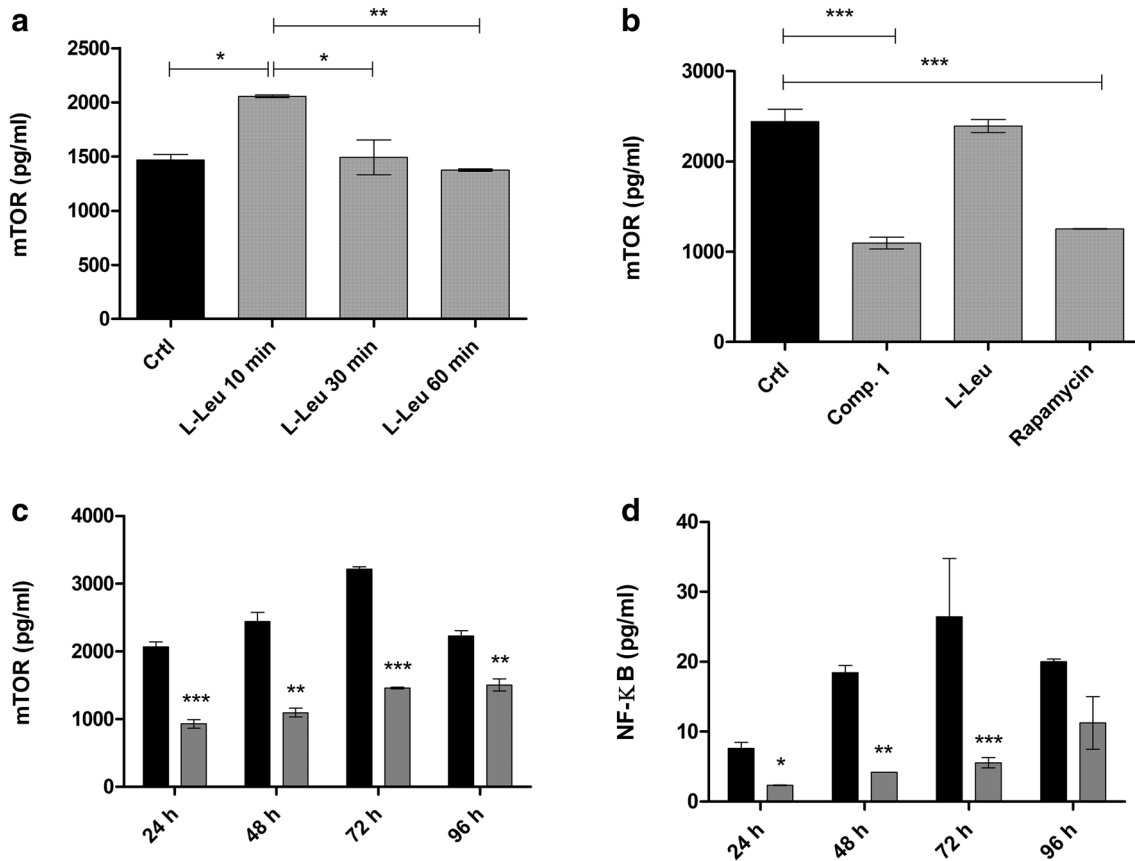 a
**
*
*
2500
2000
1500
1000
500
0
mTOR (pg/ml)
Crtl
L-Leu 10 min
L-Leu 30 min
L-Leu 60 min
b
***
***
3000
2000
1000
0
mTOR (pg/ml)
Crtl
Comp. 1
L-Leu
Rapamycin
c
4000
3000
2000
1000
0
mTOR (pg/ml)
***
**
***
**
24 h
48 h
72 h
96 h
d
40
30
20
10
0
NF-κ B (pg/ml)
*
**
***
24 h
48 h
72 h
96 h